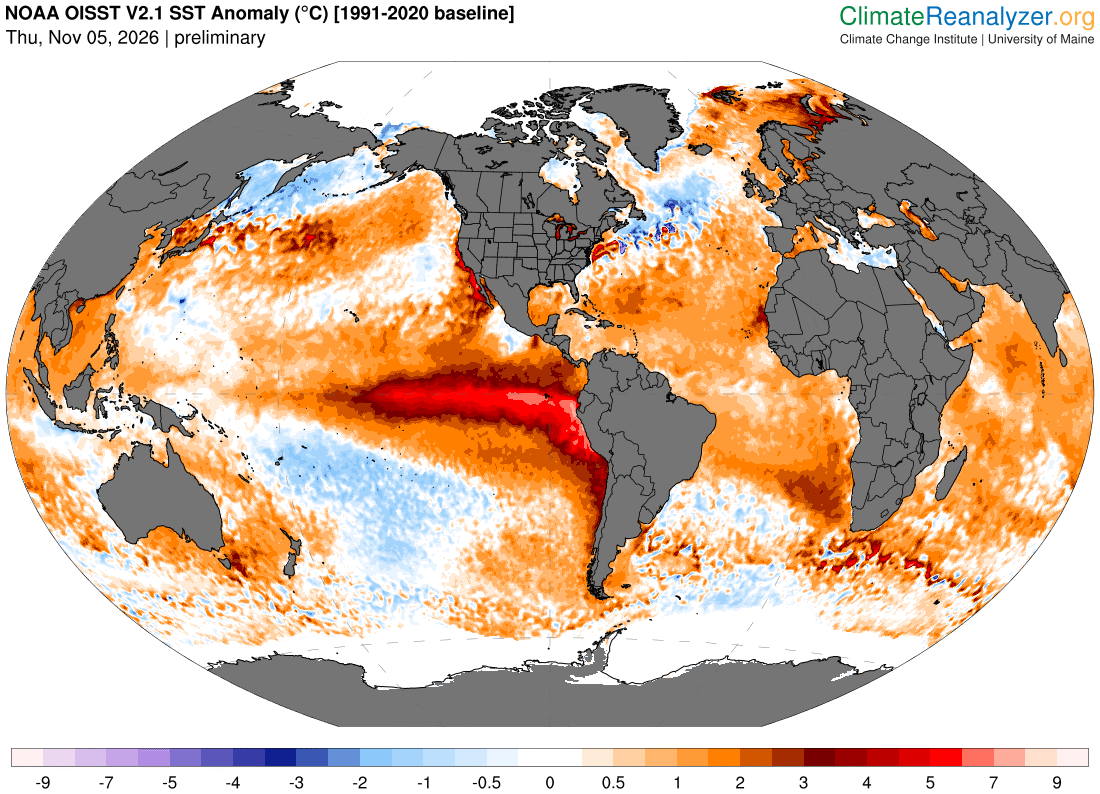 NOAA OISST V2.1 SST Anomaly (°C) [1991-2020 baseline]
Thu, Nov 05, 2026 | preliminary
ClimateReanalyzer.org
Climate Change Institute | University of Maine
-9 -7 -5 -4 -3 -2 -1 -0.5 0 0.5 1 2 3 4 5 7 9